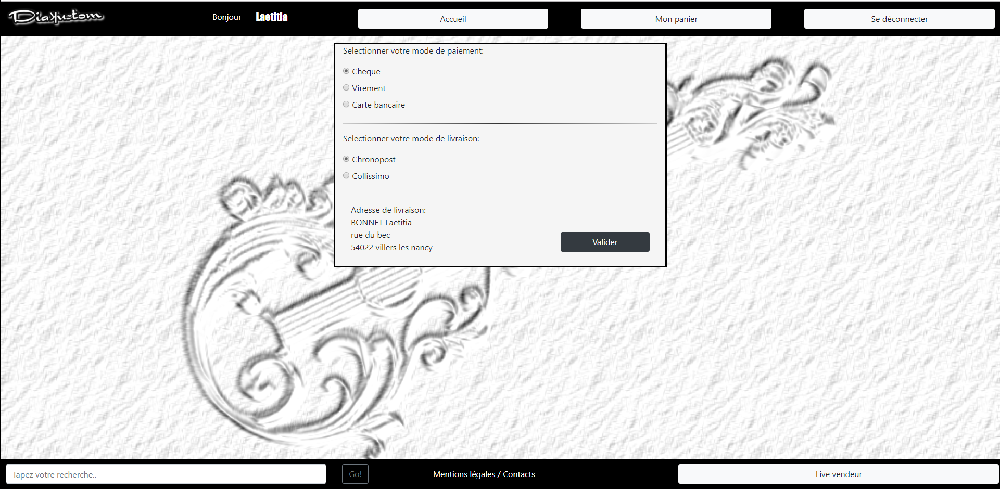 Diakustom
Bonjour Laetitia
Accueil
Mon panier
Se déconnecter
Selectionner votre mode de paiement:
Cheque
Virement
Carte bancaire
Selectionner votre mode de livraison:
Chronopost
Collissimo
Adresse de livraison:
BONNET Laetitia
rue du bec
54022 villers les nancy
Valider
Tapez votre recherche..
Go!
Mentions légales / Contacts
Live vendeur